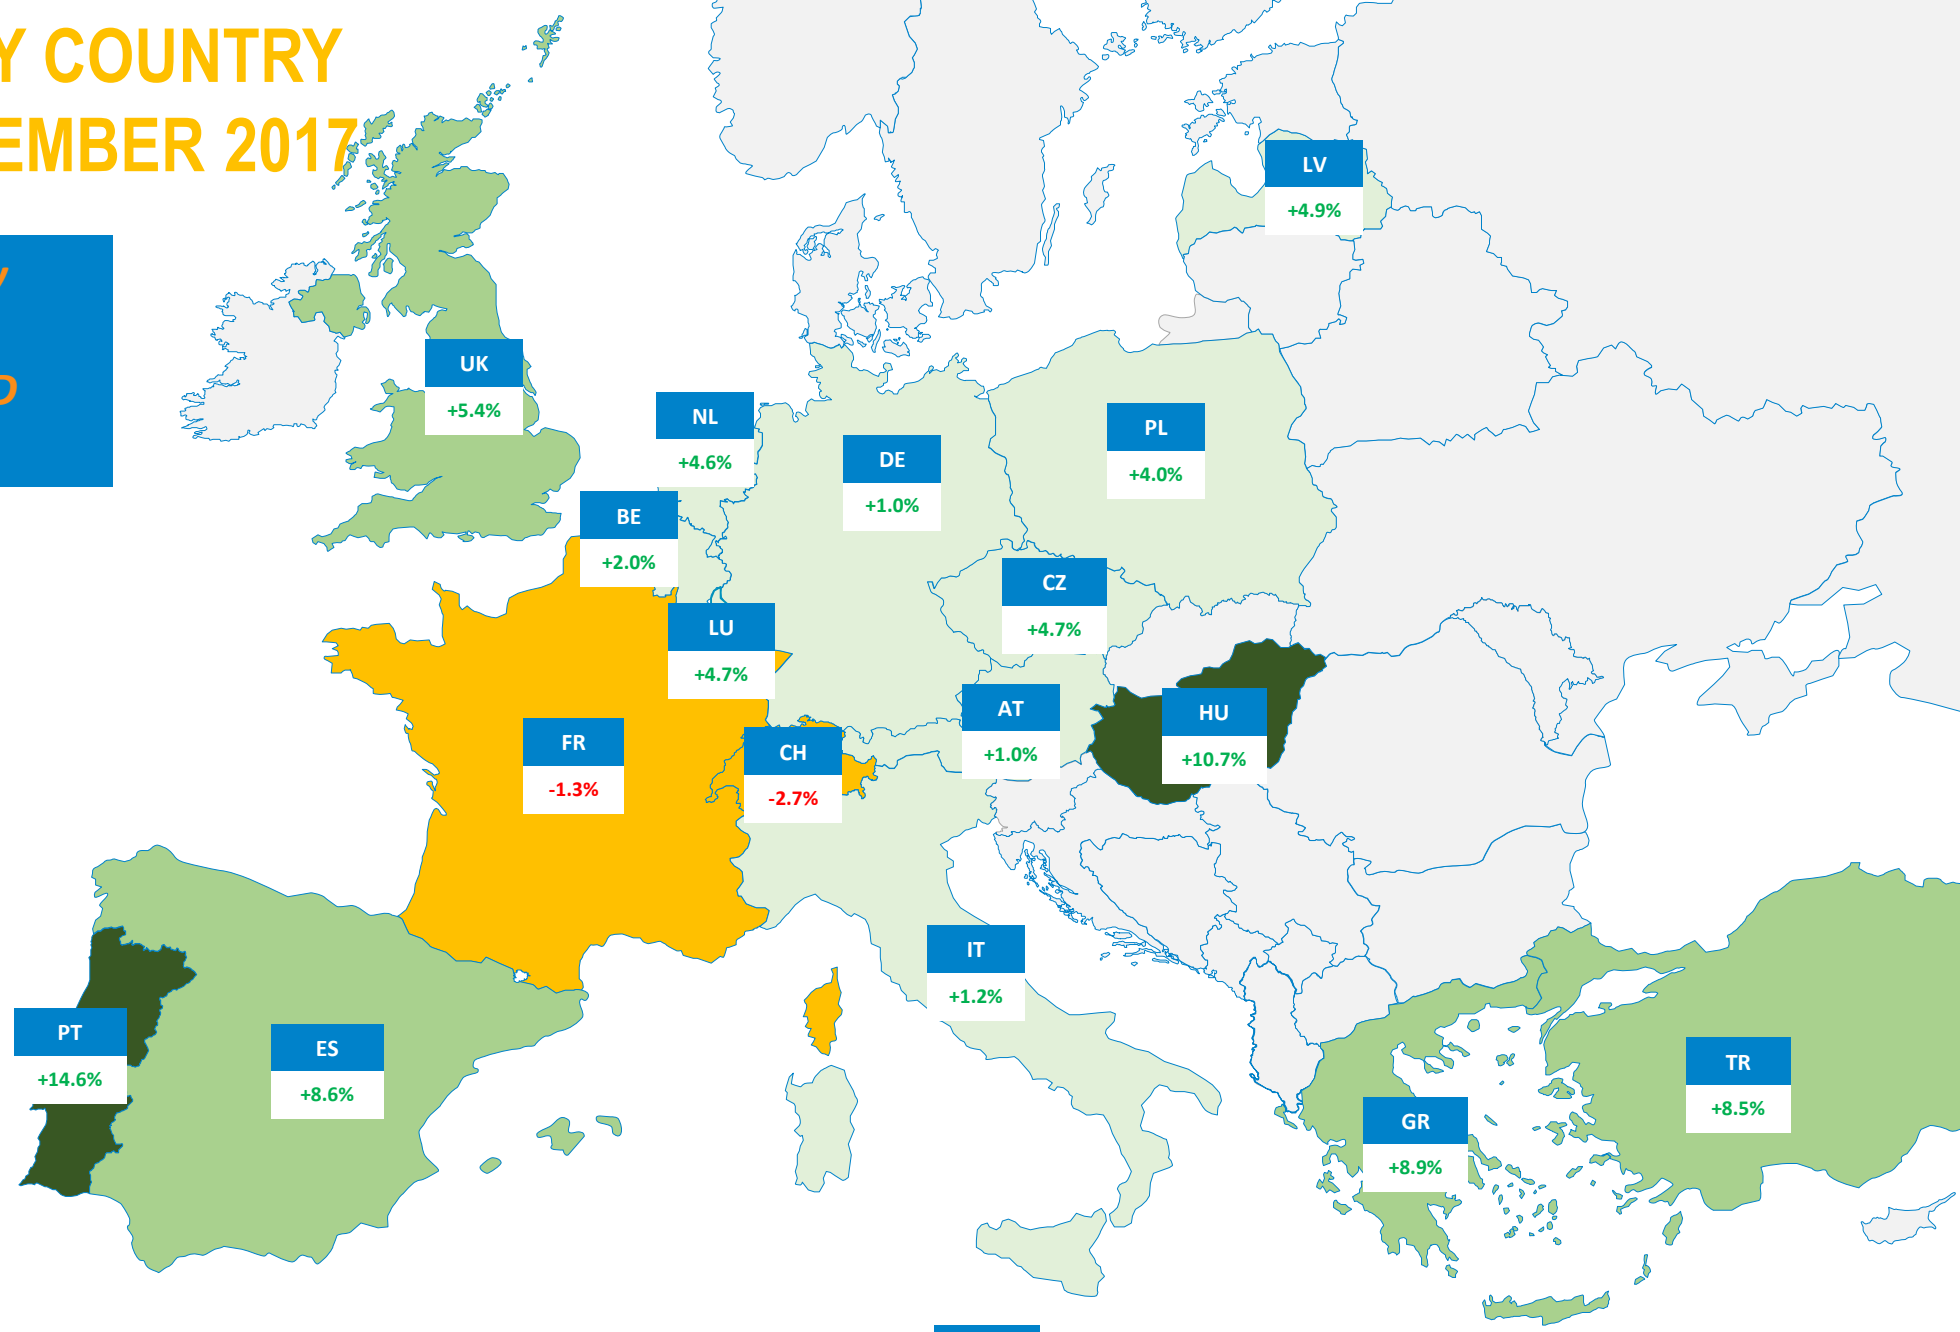 Y COUNTRY
EMBER 2017
LV
+4.9%
UK
+5.4%
NL
+4.6%
PL
+4.0%
DE
+1.0%
BE
+2.0%
CZ
+4.7%
LU
+4.7%
AT
+1.0%
HU
+10.7%
FR
-1.3%
CH
-2.7%
IT
+1.2%
PT
+14.6%
ES
+8.6%
TR
+8.5%
GR
+8.9%